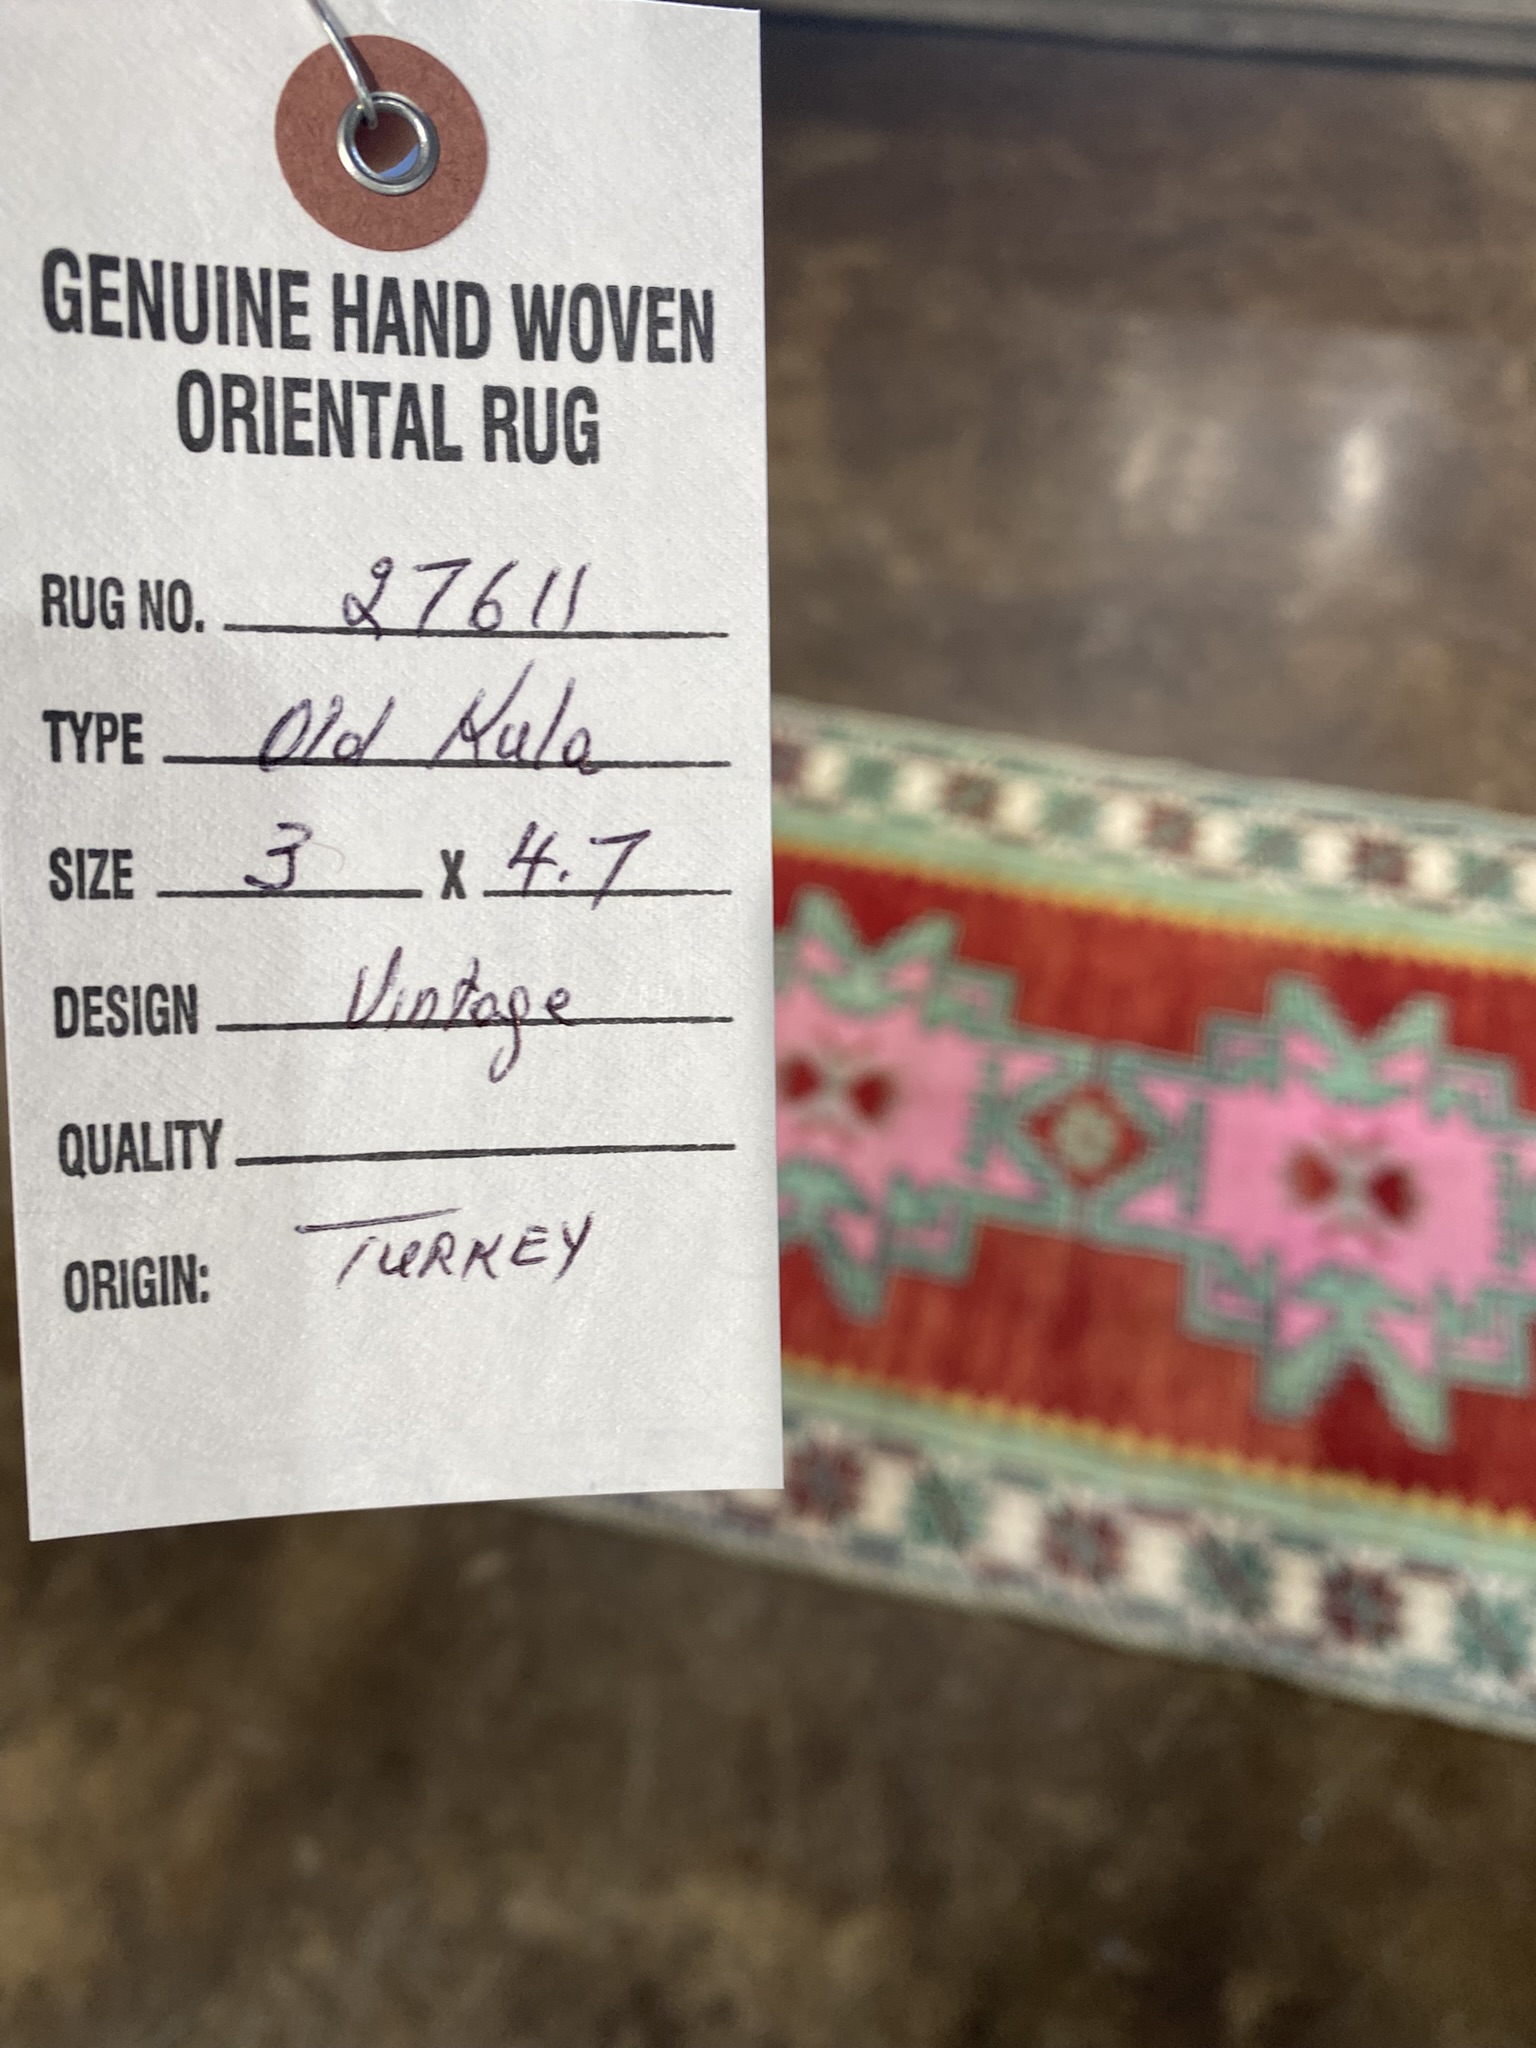 GENUINE HAND WOVEN
ORIENTAL RUG
RUG NO. 27611
TYPE Old Kula
SIZE 3 X 4.7
DESIGN Vintage
QUALITY
ORIGIN: TURKEY